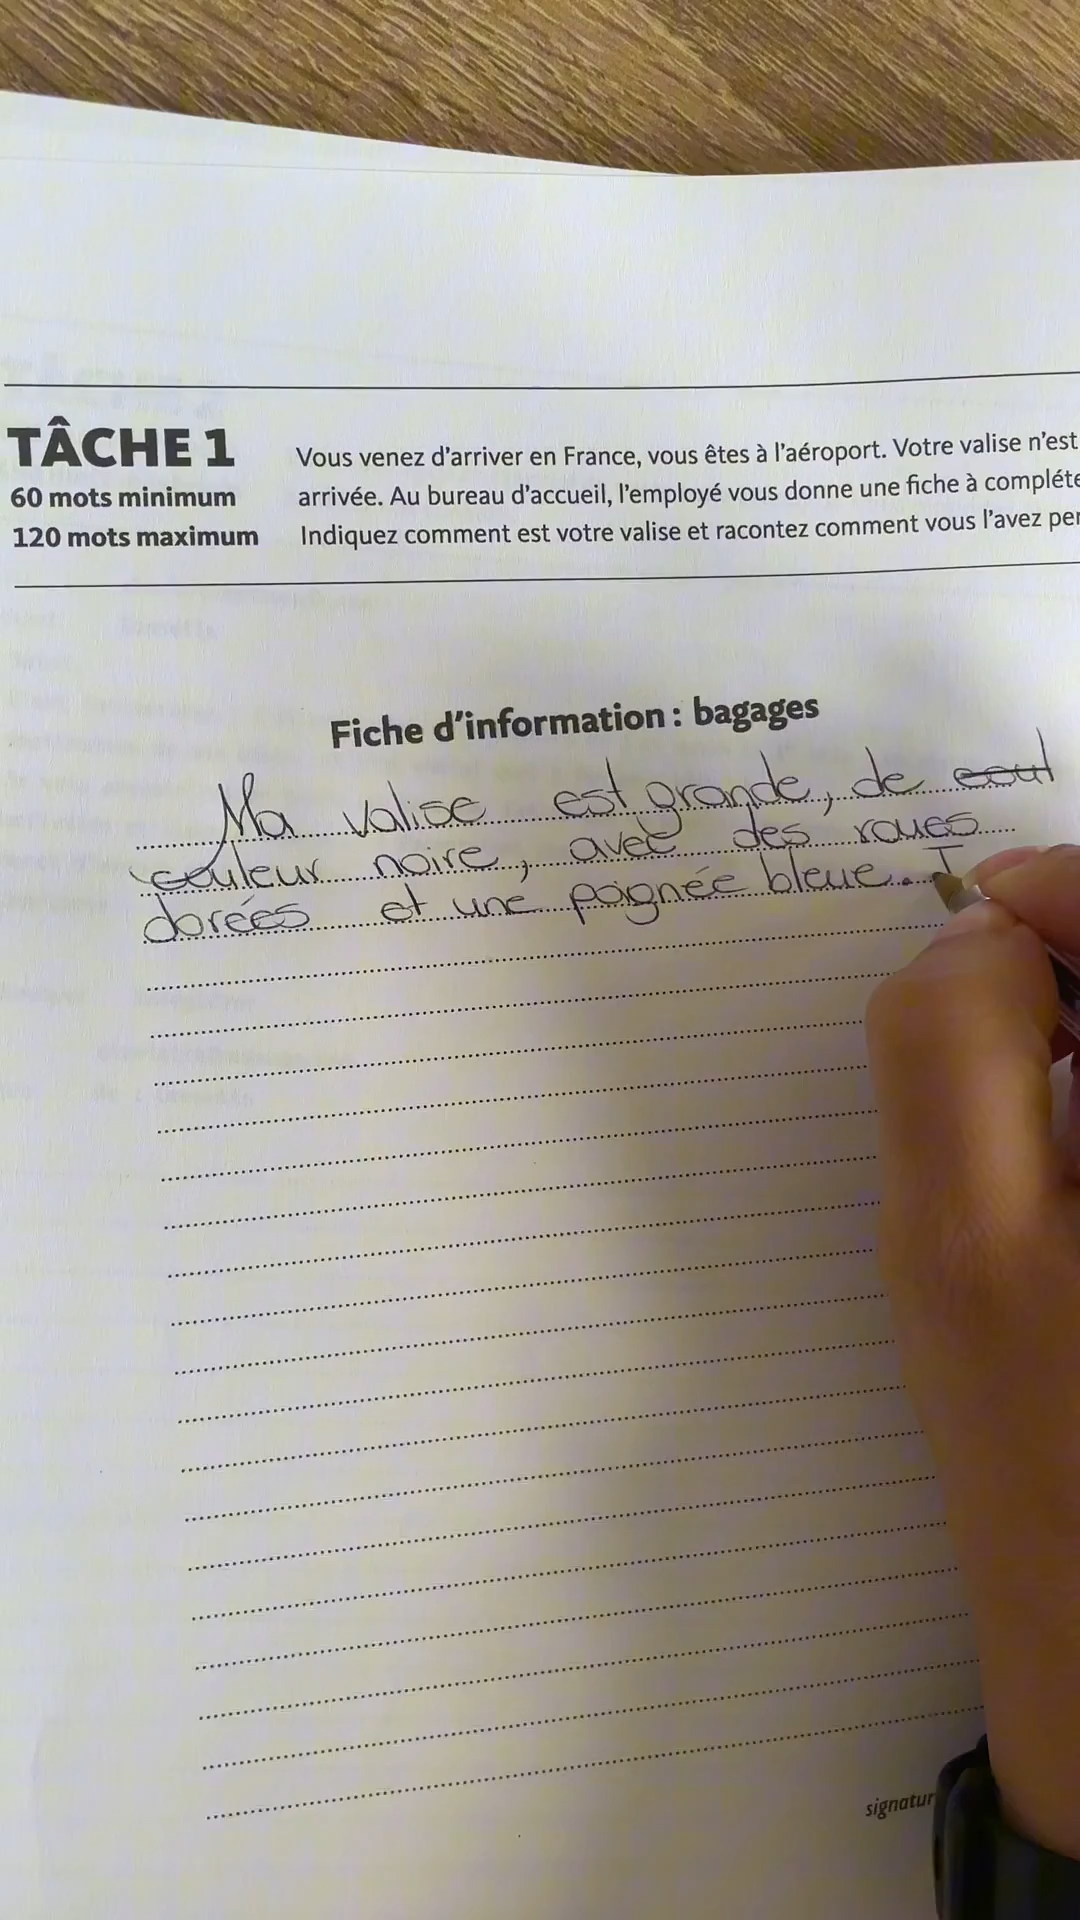 TÂCHE 1
60 mots minimum
120 mots maximum
Vous venez d'arriver en France, vous êtes à l'aéroport. Votre valise n'est
arrivée. Au bureau d'accueil, l'employé vous donne une fiche à compléte
Indiquez comment est votre valise et racontez comment vous l'avez per
Fiche d'information : bagages
Ma valise est grande, de coul
couleur noire, avec des roues
dorées et une poignée bleue.
signatur